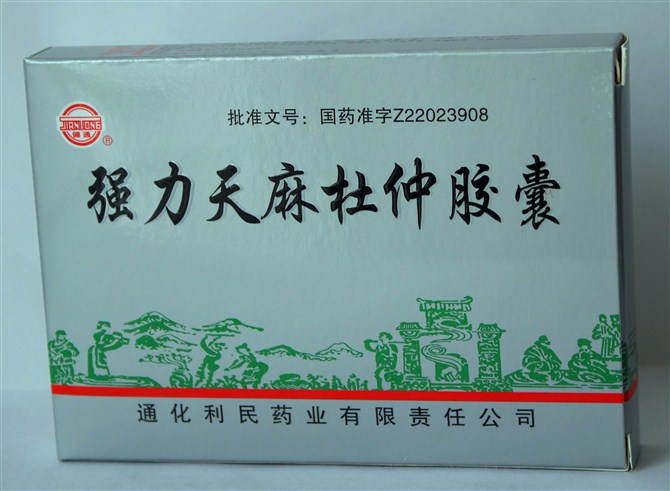 批准文号：国药准字Z22023908
JIANTONG
®
强力天麻杜仲胶囊
通化利民药业有限责任公司